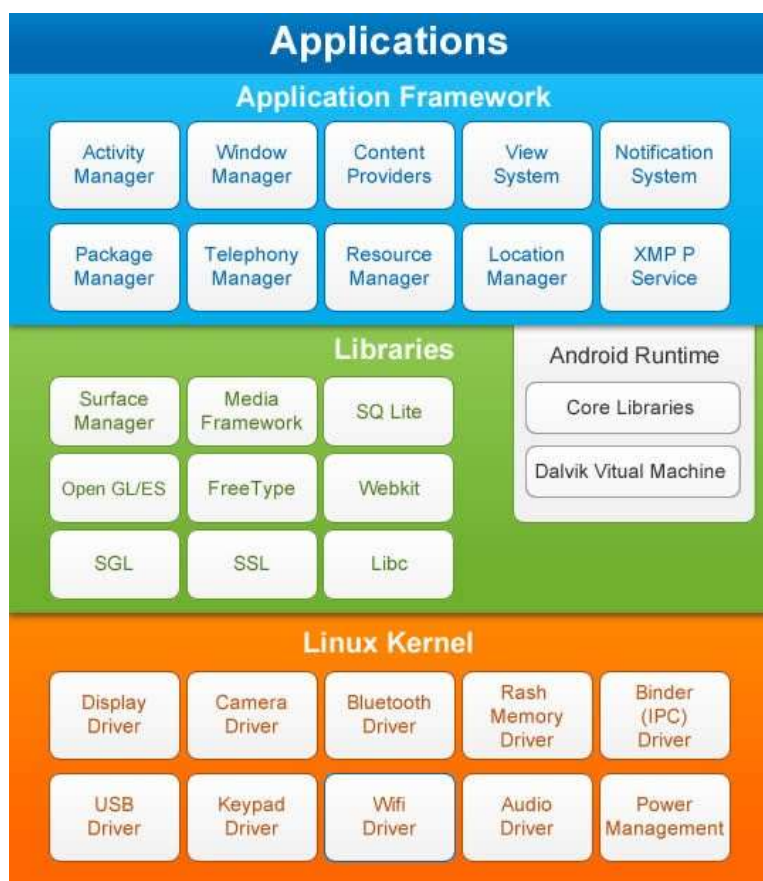 Applications
Application Framework
Activity
Manager
Window
Manager
Content
Providers
View
System
Notification
System
Package
Manager
Telephony
Manager
Resource
Manager
Location
Manager
XMP P
Service
Libraries
Surface
Manager
Media
Framework
SQ Lite
Open GL/ES
FreeType
Webkit
SGL
SSL
Libc
Android Runtime
Core Libraries
Dalvik Vitual Machine
Linux Kernel
Display
Driver
Camera
Driver
Bluetooth
Driver
Rash
Memory
Driver
Binder
(IPC)
Driver
USB
Driver
Keypad
Driver
Wifi
Driver
Audio
Driver
Power
Management